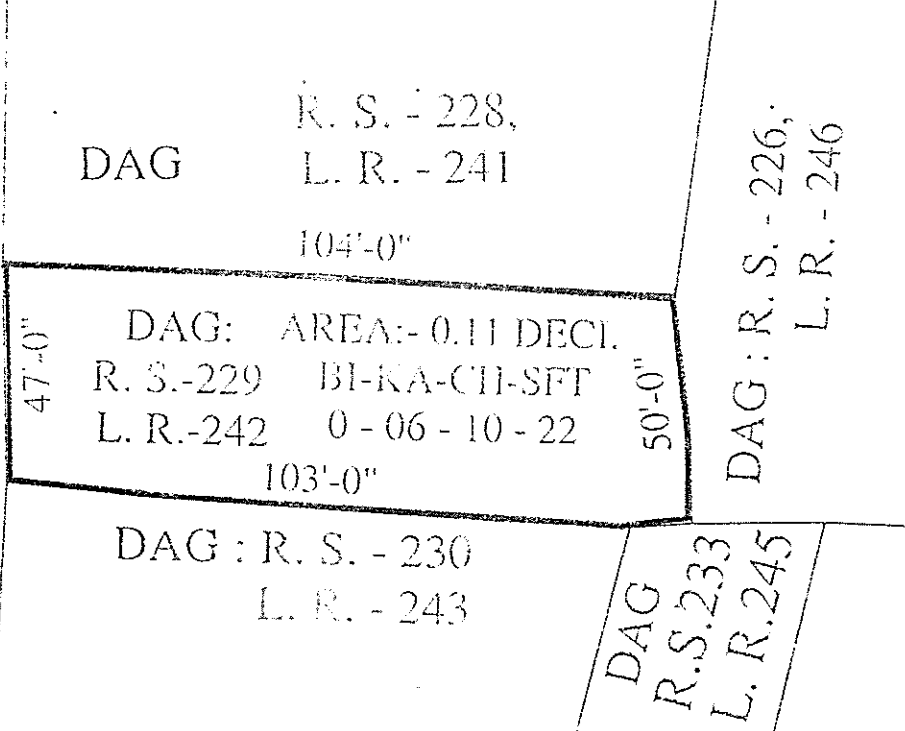 R. S. - 228,
DAG L. R. - 241
104'-0"
DAG : R. S. - 226,
L. R. - 246
47'-0"
DAG: AREA:- 0.11 DECI.
R. S.-229 BI-KA-CH-SFT
L. R.-242 0 - 06 - 10 - 22
50'-0"
103'-0"
DAG : R. S. - 230
L. R. - 243
DAG
R.S.233
L. R.245